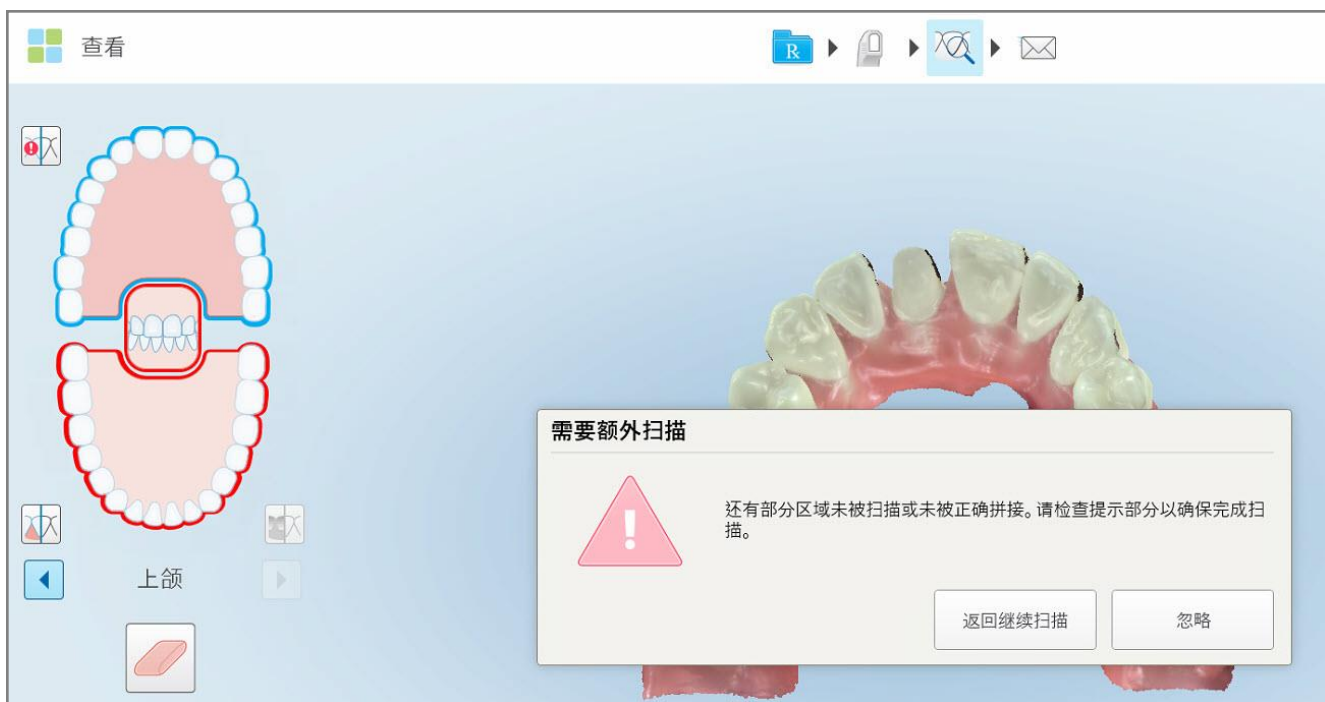 查看
Rx
需要额外扫描
还有部分区域未被扫描或未被正确拼接。请检查提示部分以确保完成扫
描。
上颌
返回继续扫描
忽略